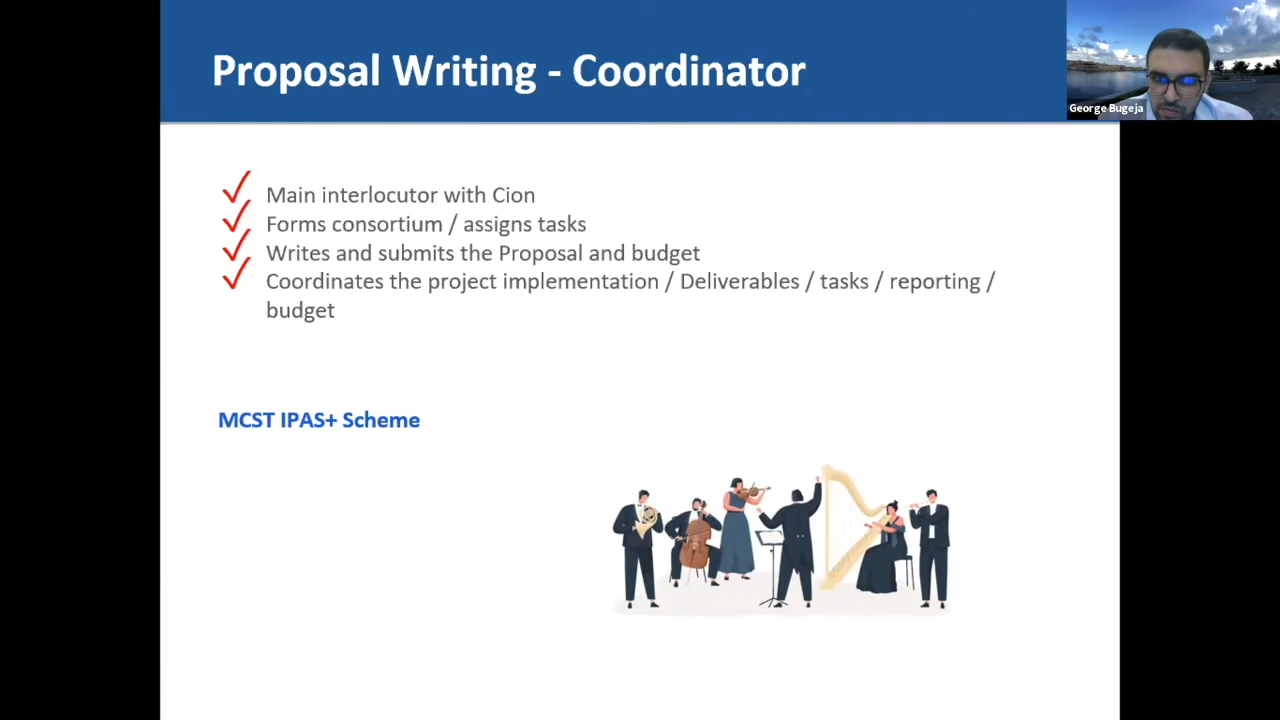 Proposal Writing - Coordinator
George Bugeja
Main interlocutor with Cion
Forms consortium / assigns tasks
Writes and submits the Proposal and budget
Coordinates the project implementation / Deliverables / tasks / reporting /
budget
MCST IPAS+ Scheme